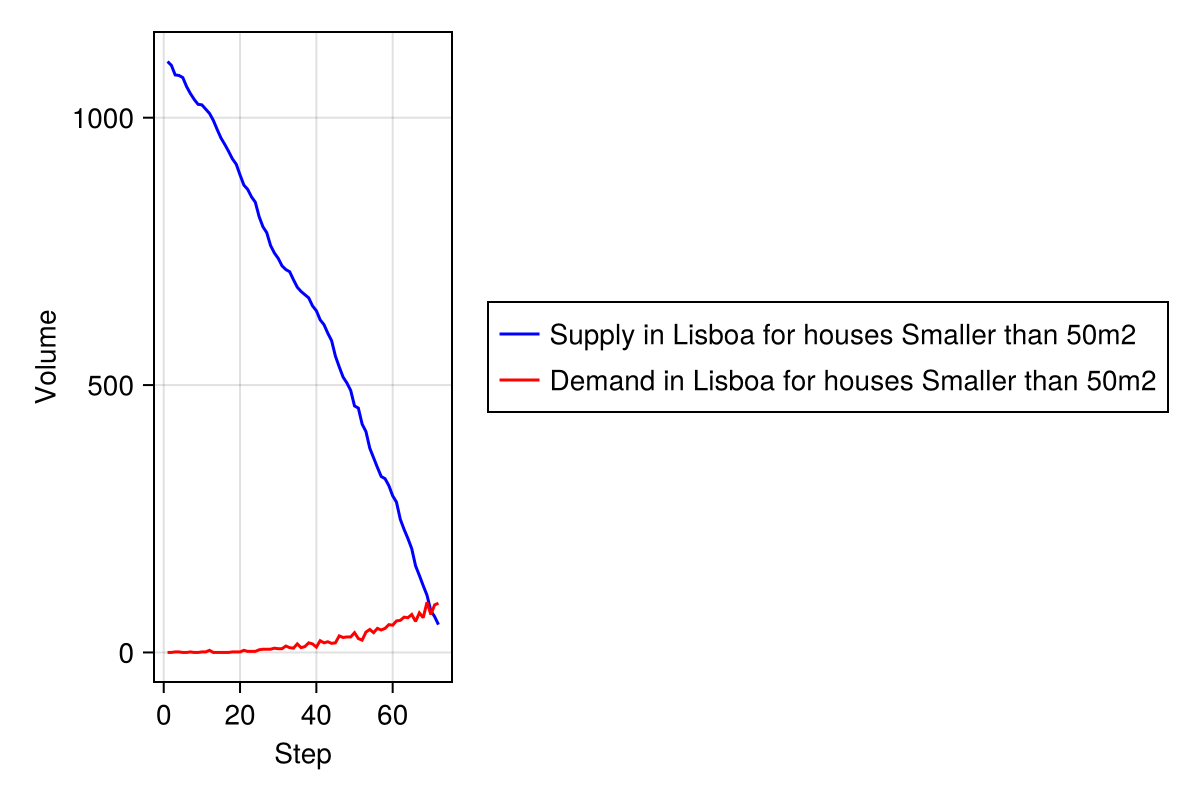 1000
500
0
Volume
0 20 40 60
Step
Supply in Lisboa for houses Smaller than 50m2
Demand in Lisboa for houses Smaller than 50m2